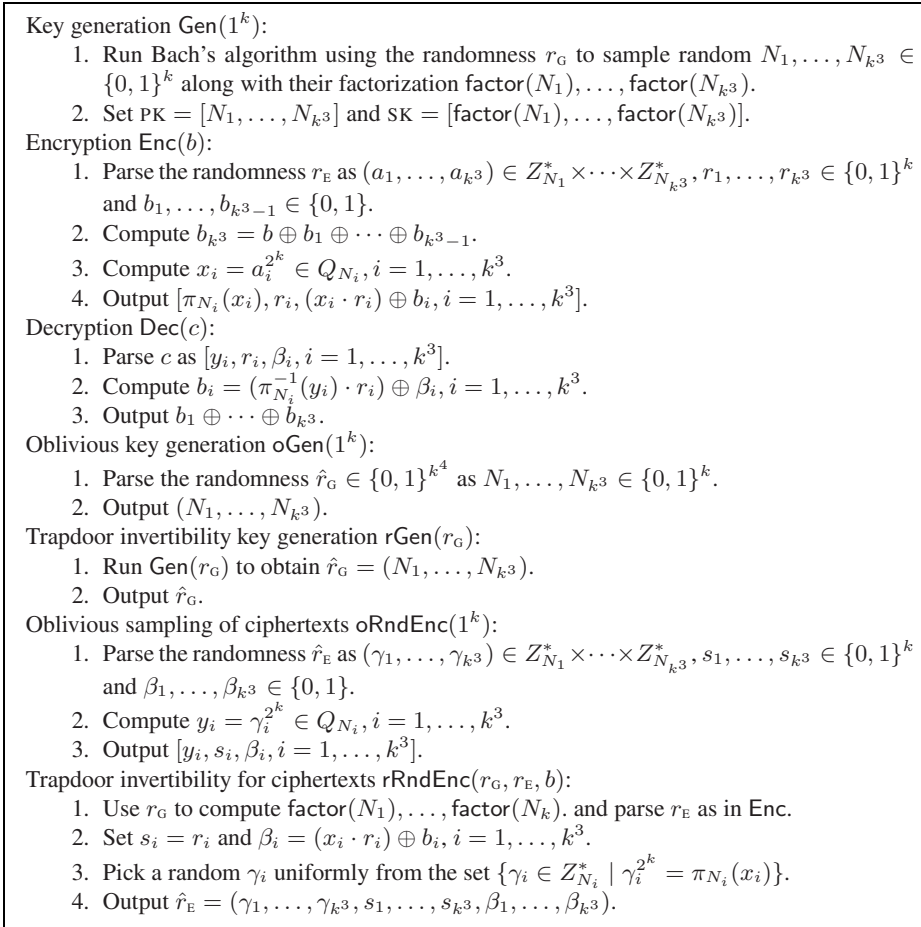 Key generation Gen(1^k):
1. Run Bach's algorithm using the randomness r_G to sample random N_1, . . . , N_{k^3} ∈
{0, 1}^k along with their factorization factor(N_1), . . . , factor(N_{k^3}).
2. Set PK = [N_1, . . . , N_{k^3}] and SK = [factor(N_1), . . . , factor(N_{k^3})].
Encryption Enc(b):
1. Parse the randomness r_E as (a_1, . . . , a_{k^3}) ∈ Z^*_{N_1} × · · · × Z^*_{N_{k^3}}, r_1, . . . , r_{k^3} ∈ {0, 1}^k
and b_1, . . . , b_{k^3−1} ∈ {0, 1}.
2. Compute b_{k^3} = b ⊕ b_1 ⊕ · · · ⊕ b_{k^3−1}.
3. Compute x_i = a_i^{2^k} ∈ Q_{N_i}, i = 1, . . . , k^3.
4. Output [π_{N_i}(x_i), r_i, (x_i · r_i) ⊕ b_i, i = 1, . . . , k^3].
Decryption Dec(c):
1. Parse c as [y_i, r_i, β_i, i = 1, . . . , k^3].
2. Compute b_i = (π^{−1}_{N_i}(y_i) · r_i) ⊕ β_i, i = 1, . . . , k^3.
3. Output b_1 ⊕ · · · ⊕ b_{k^3}.
Oblivious key generation oGen(1^k):
1. Parse the randomness r̂_G ∈ {0, 1}^{k^4} as N_1, . . . , N_{k^3} ∈ {0, 1}^k.
2. Output (N_1, . . . , N_{k^3}).
Trapdoor invertibility key generation rGen(r_G):
1. Run Gen(r_G) to obtain r̂_G = (N_1, . . . , N_{k^3}).
2. Output r̂_G.
Oblivious sampling of ciphertexts oRndEnc(1^k):
1. Parse the randomness r̂_E as (γ_1, . . . , γ_{k^3}) ∈ Z^*_{N_1} × · · · × Z^*_{N_{k^3}}, s_1, . . . , s_{k^3} ∈ {0, 1}^k
and β_1, . . . , β_{k^3} ∈ {0, 1}.
2. Compute y_i = γ_i^{2^k} ∈ Q_{N_i}, i = 1, . . . , k^3.
3. Output [y_i, s_i, β_i, i = 1, . . . , k^3].
Trapdoor invertibility for ciphertexts rRndEnc(r_G, r_E, b):
1. Use r_G to compute factor(N_1), . . . , factor(N_k). and parse r_E as in Enc.
2. Set s_i = r_i and β_i = (x_i · r_i) ⊕ b_i, i = 1, . . . , k^3.
3. Pick a random γ_i uniformly from the set {γ_i ∈ Z^*_{N_i} | γ_i^{2^k} = π_{N_i}(x_i)}.
4. Output r̂_E = (γ_1, . . . , γ_{k^3}, s_1, . . . , s_{k^3}, β_1, . . . , β_{k^3}).